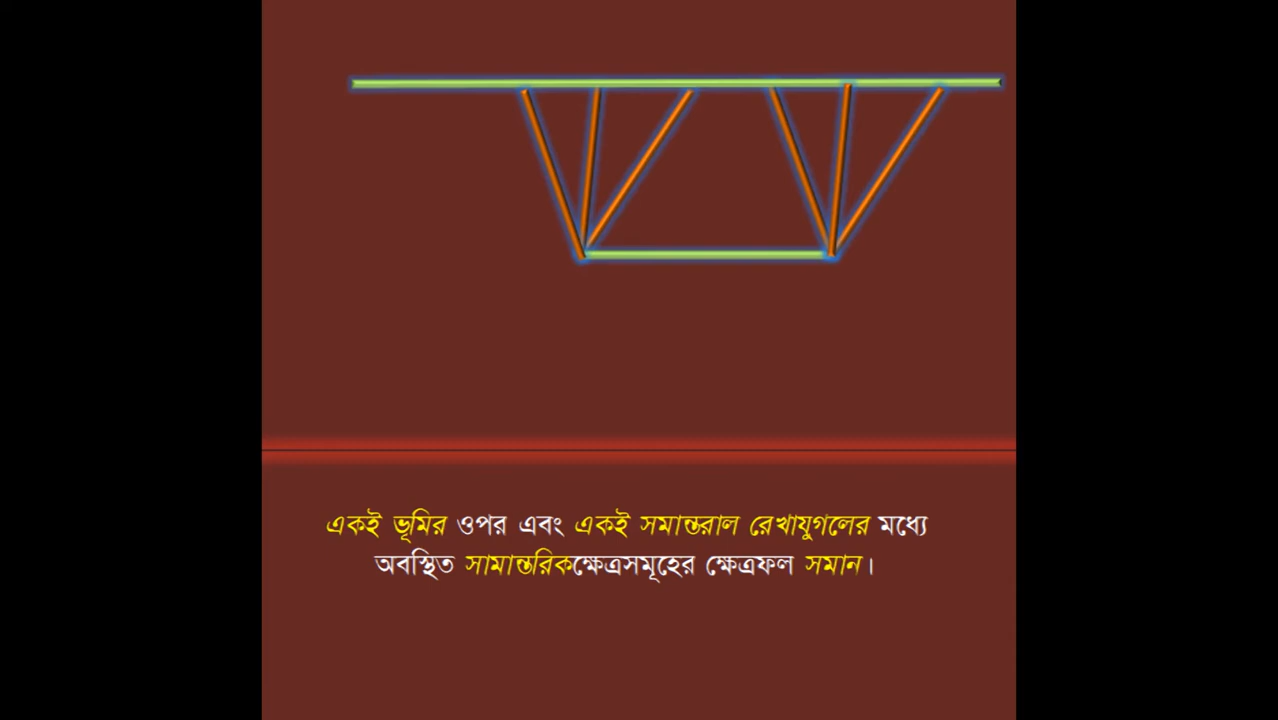 একই ভূমির ওপর এবং একই সমান্তরাল রেখাযুগলের মধ্যে
অবস্থিত সামান্তরিকক্ষেত্রসমূহের ক্ষেত্রফল সমান।